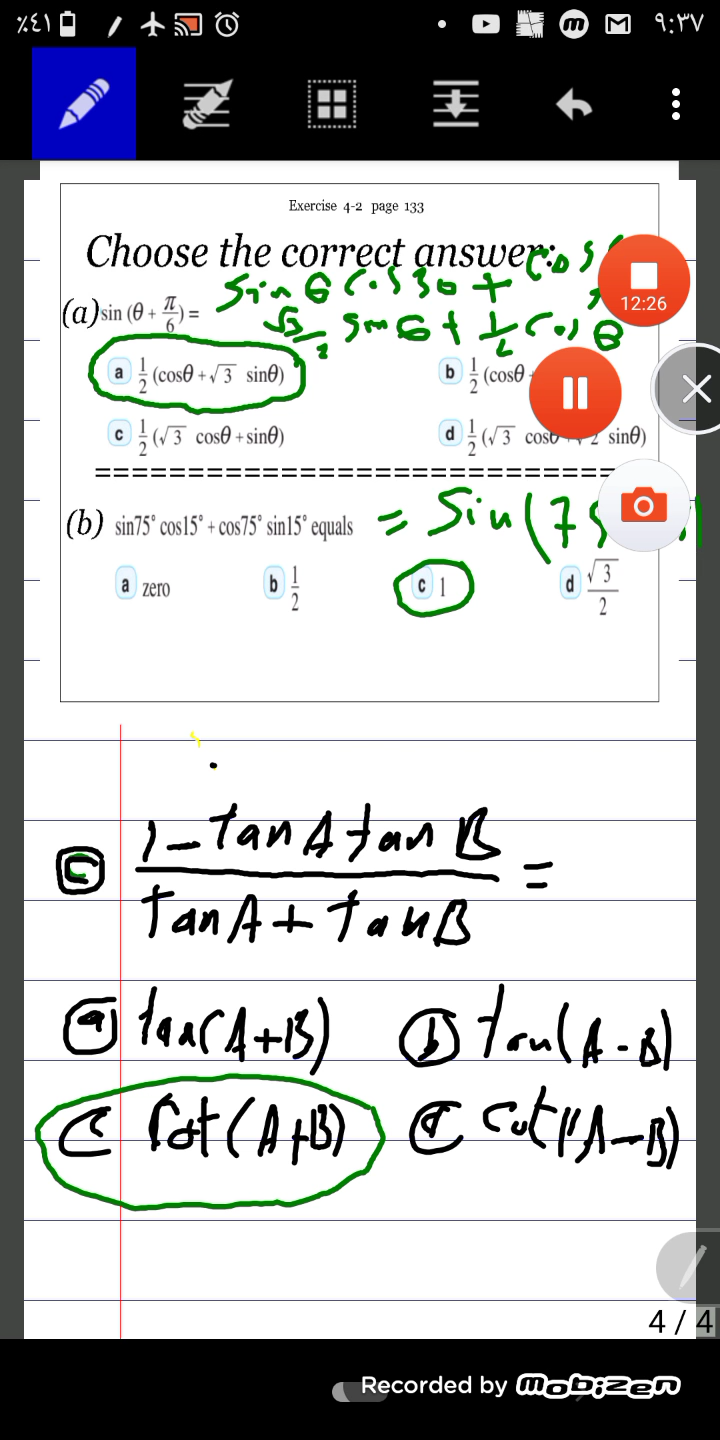 ٪٤١ ٩:٣٧
Exercise 4-2 page 133
Choose the correct answer:
(a) sin (θ + π/6) = sin θ cos 30 + cos
√3/2 sin θ + 1/2 cos θ
a 1/2 (cosθ + √3 sinθ) b 1/2 (cosθ
c 1/2 (√3 cosθ + sinθ) d 1/2 (√3 cosθ sinθ)
==================================
(b) sin75° cos15° + cos75° sin15° equals = Sin(75
a zero b 1/2 c 1 d √3/2
12:26
C (1 - tan A tan B)/(tan A + tan B) =
a tan(A+B) b tan(A-B)
c Cot(A+B) d cot(A-B)
4 / 4
Recorded by mobizen